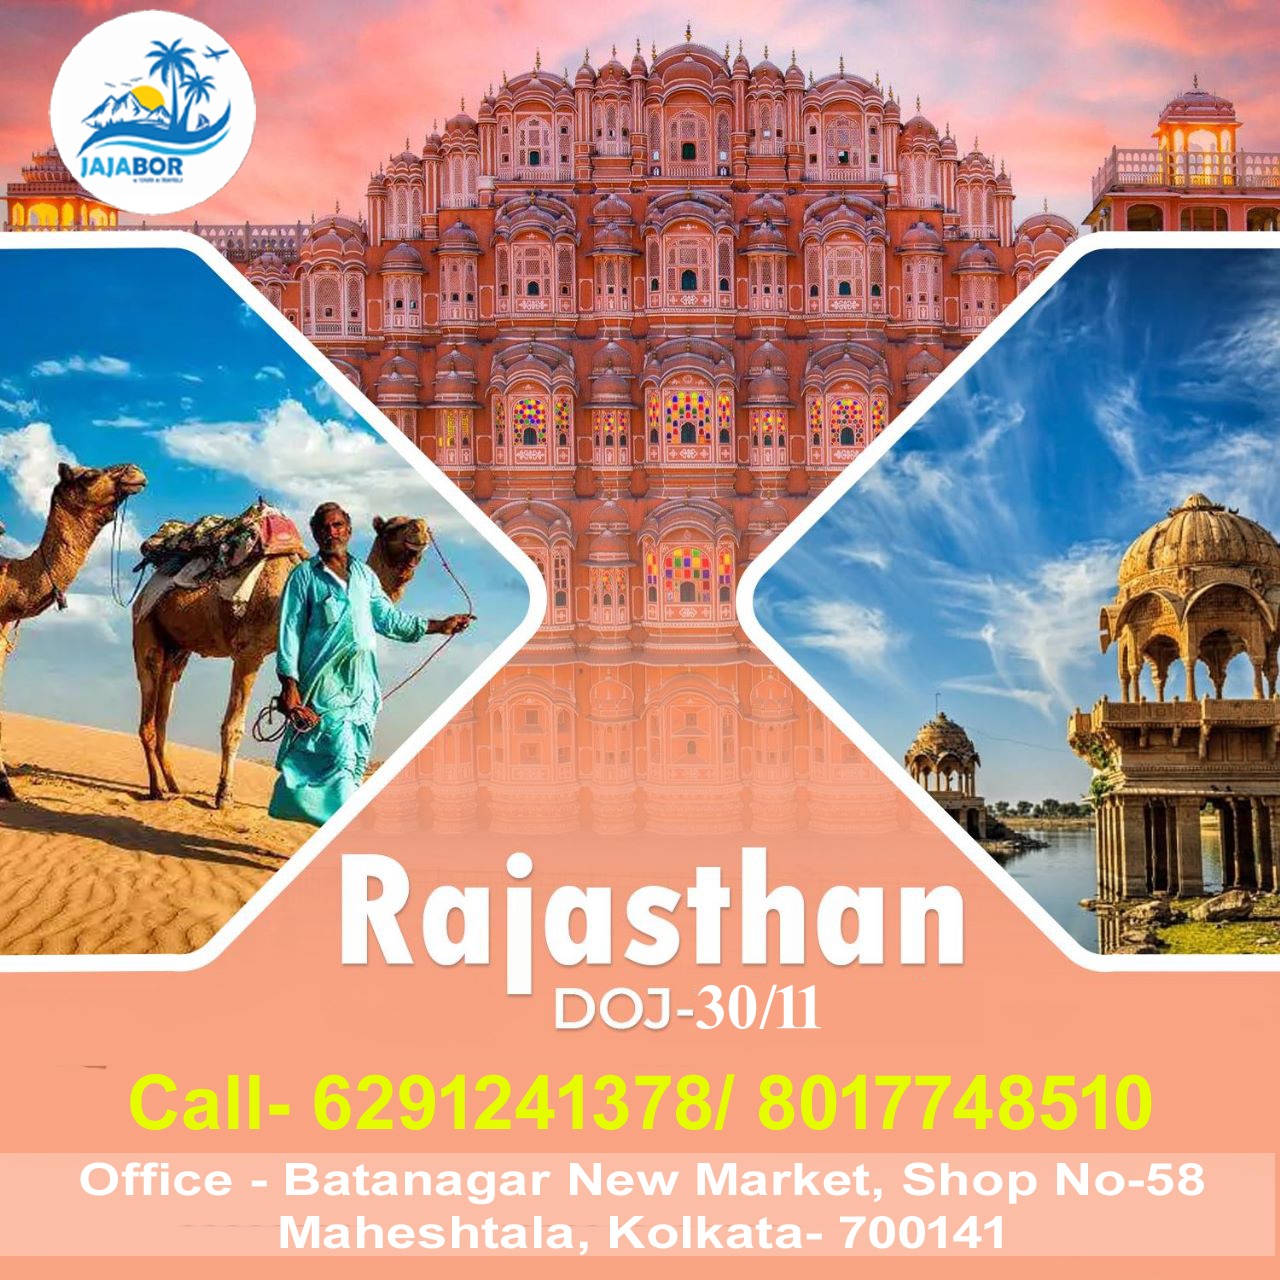 JAJABOR
Rajasthan
DOJ-30/11
Call- 6291241378/ 8017748510
Office - Batanagar New Market, Shop No-58
Maheshtala, Kolkata- 700141